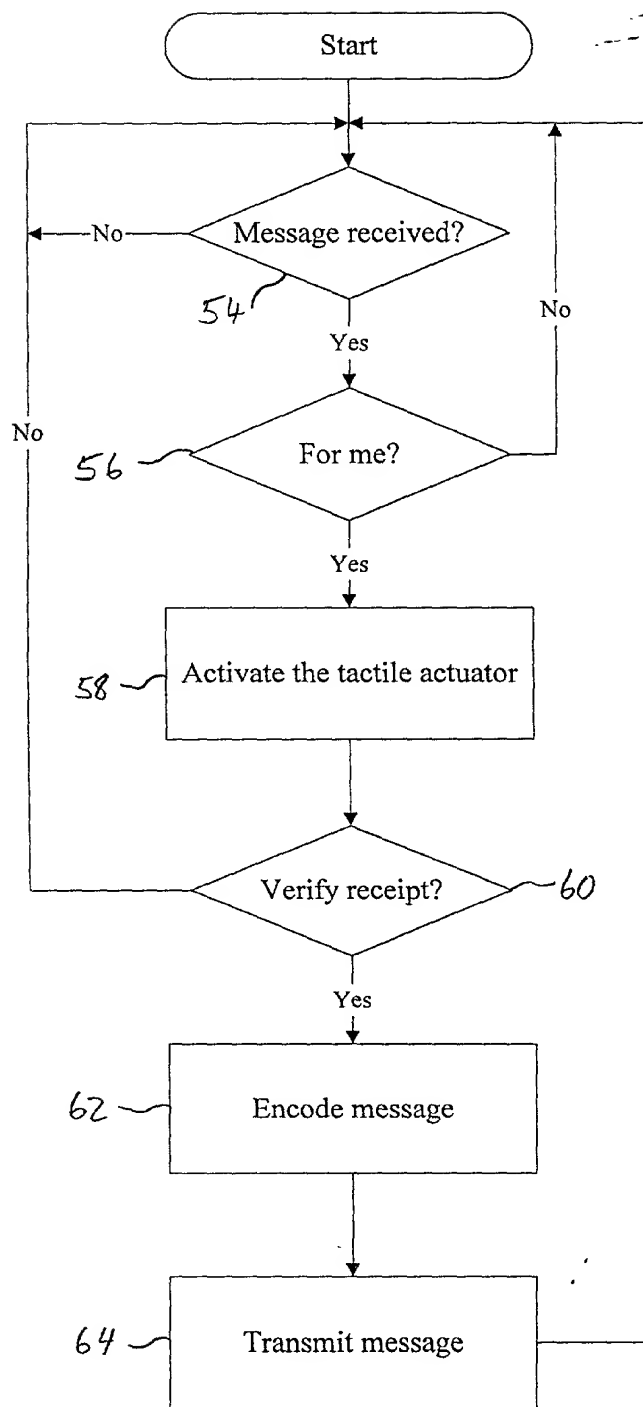 Start
Message received?
No
54
Yes
No
For me?
56
No
Yes
Activate the tactile actuator
58
Verify receipt?
60
Yes
Encode message
62
Transmit message
64